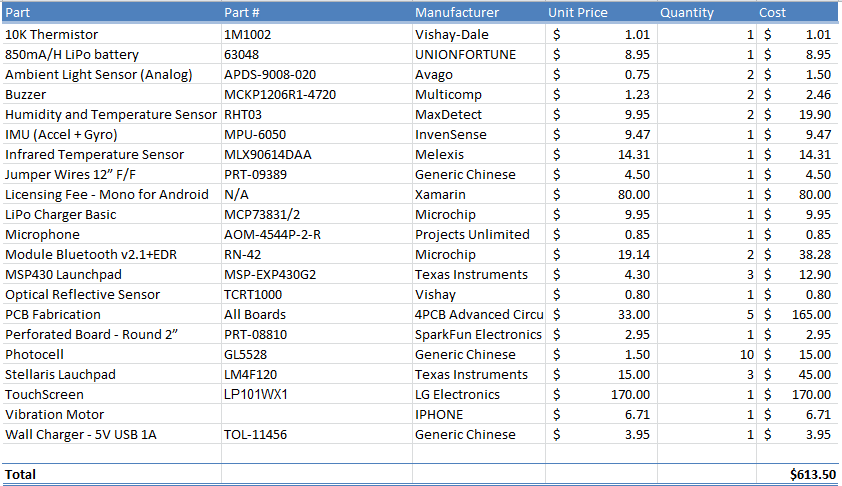 Part Part # Manufacturer Unit Price Quantity Cost
10K Thermistor 1M1002 Vishay-Dale $ 1.01 1 $ 1.01
850mA/H LiPo battery 63048 UNIONFORTUNE $ 8.95 1 $ 8.95
Ambient Light Sensor (Analog) APDS-9008-020 Avago $ 0.75 2 $ 1.50
Buzzer MCKP1206R1-4720 Multicomp $ 1.23 2 $ 2.46
Humidity and Temperature Sensor RHT03 MaxDetect $ 9.95 2 $ 19.90
IMU (Accel + Gyro) MPU-6050 InvenSense $ 9.47 1 $ 9.47
Infrared Temperature Sensor MLX90614DAA Melexis $ 14.31 1 $ 14.31
Jumper Wires 12” F/F PRT-09389 Generic Chinese $ 4.50 1 $ 4.50
Licensing Fee - Mono for Android N/A Xamarin $ 80.00 1 $ 80.00
LiPo Charger Basic MCP73831/2 Microchip $ 9.95 1 $ 9.95
Microphone AOM-4544P-2-R Projects Unlimited $ 0.85 1 $ 0.85
Module Bluetooth v2.1+EDR RN-42 Microchip $ 19.14 2 $ 38.28
MSP430 Launchpad MSP-EXP430G2 Texas Instruments $ 4.30 3 $ 12.90
Optical Reflective Sensor TCRT1000 Vishay $ 0.80 1 $ 0.80
PCB Fabrication All Boards 4PCB Advanced Circu $ 33.00 5 $ 165.00
Perforated Board - Round 2” PRT-08810 SparkFun Electronics $ 2.95 1 $ 2.95
Photocell GL5528 Generic Chinese $ 1.50 10 $ 15.00
Stellaris Lauchpad LM4F120 Texas Instruments $ 15.00 3 $ 45.00
TouchScreen LP101WX1 LG Electronics $ 170.00 1 $ 170.00
Vibration Motor IPHONE $ 6.71 1 $ 6.71
Wall Charger - 5V USB 1A TOL-11456 Generic Chinese $ 3.95 1 $ 3.95
Total $613.50